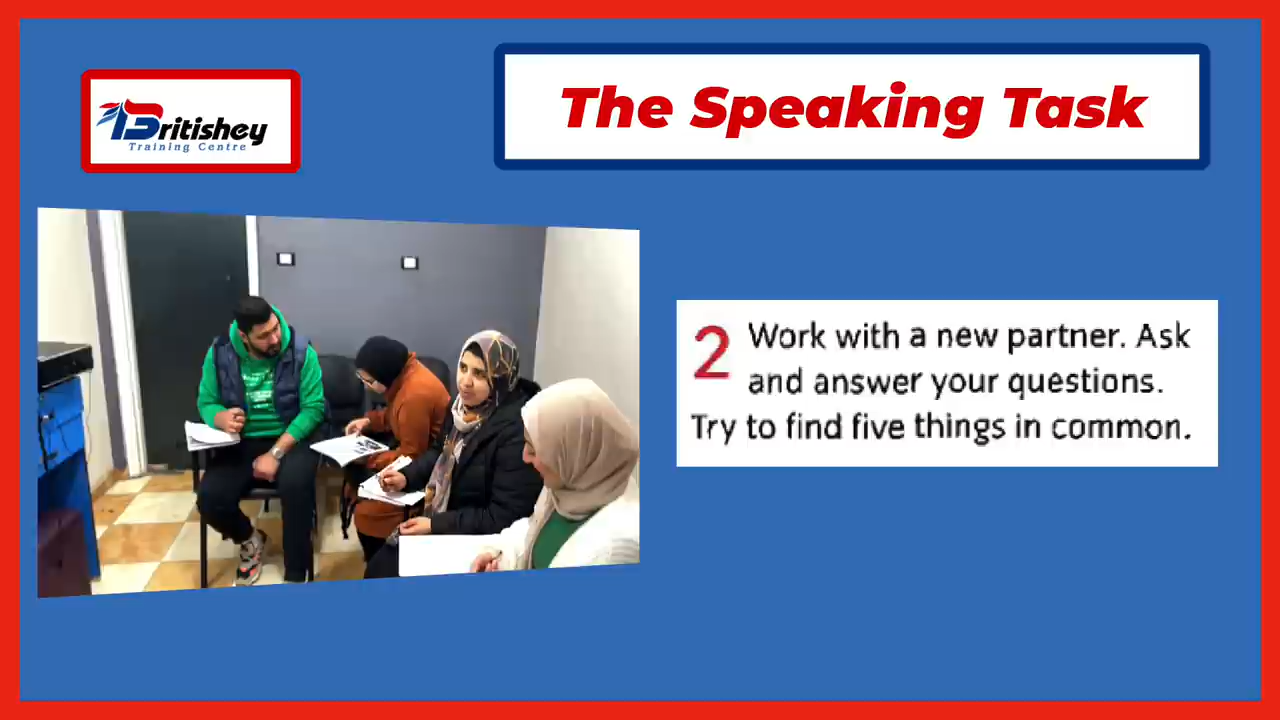 Britishey
Training Centre
The Speaking Task
2 Work with a new partner. Ask
and answer your questions.
Try to find five things in common.